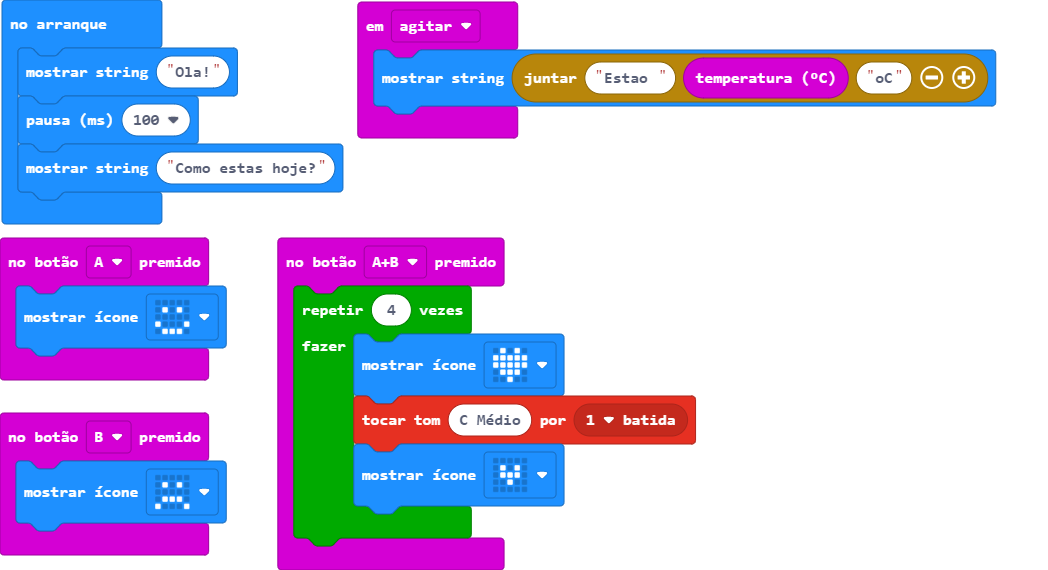 no arranque
mostrar string "Ola!"
pausa (ms) 100
mostrar string "Como estas hoje?"
em agitar
mostrar string juntar "Estao " temperatura (ºC) "oC"
no botão A premido
mostrar ícone
no botão B premido
mostrar ícone
no botão A+B premido
repetir 4 vezes
fazer
mostrar ícone
tocar tom C Médio por 1 batida
mostrar ícone